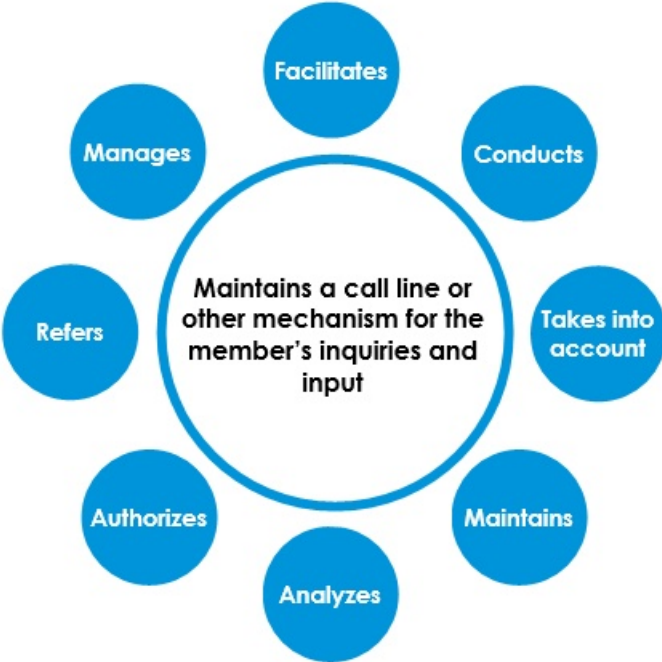 Facilitates
Manages
Conducts
Maintains a call line or
other mechanism for the
member's inquiries and
input
Refers
Takes into
account
Authorizes
Maintains
Analyzes